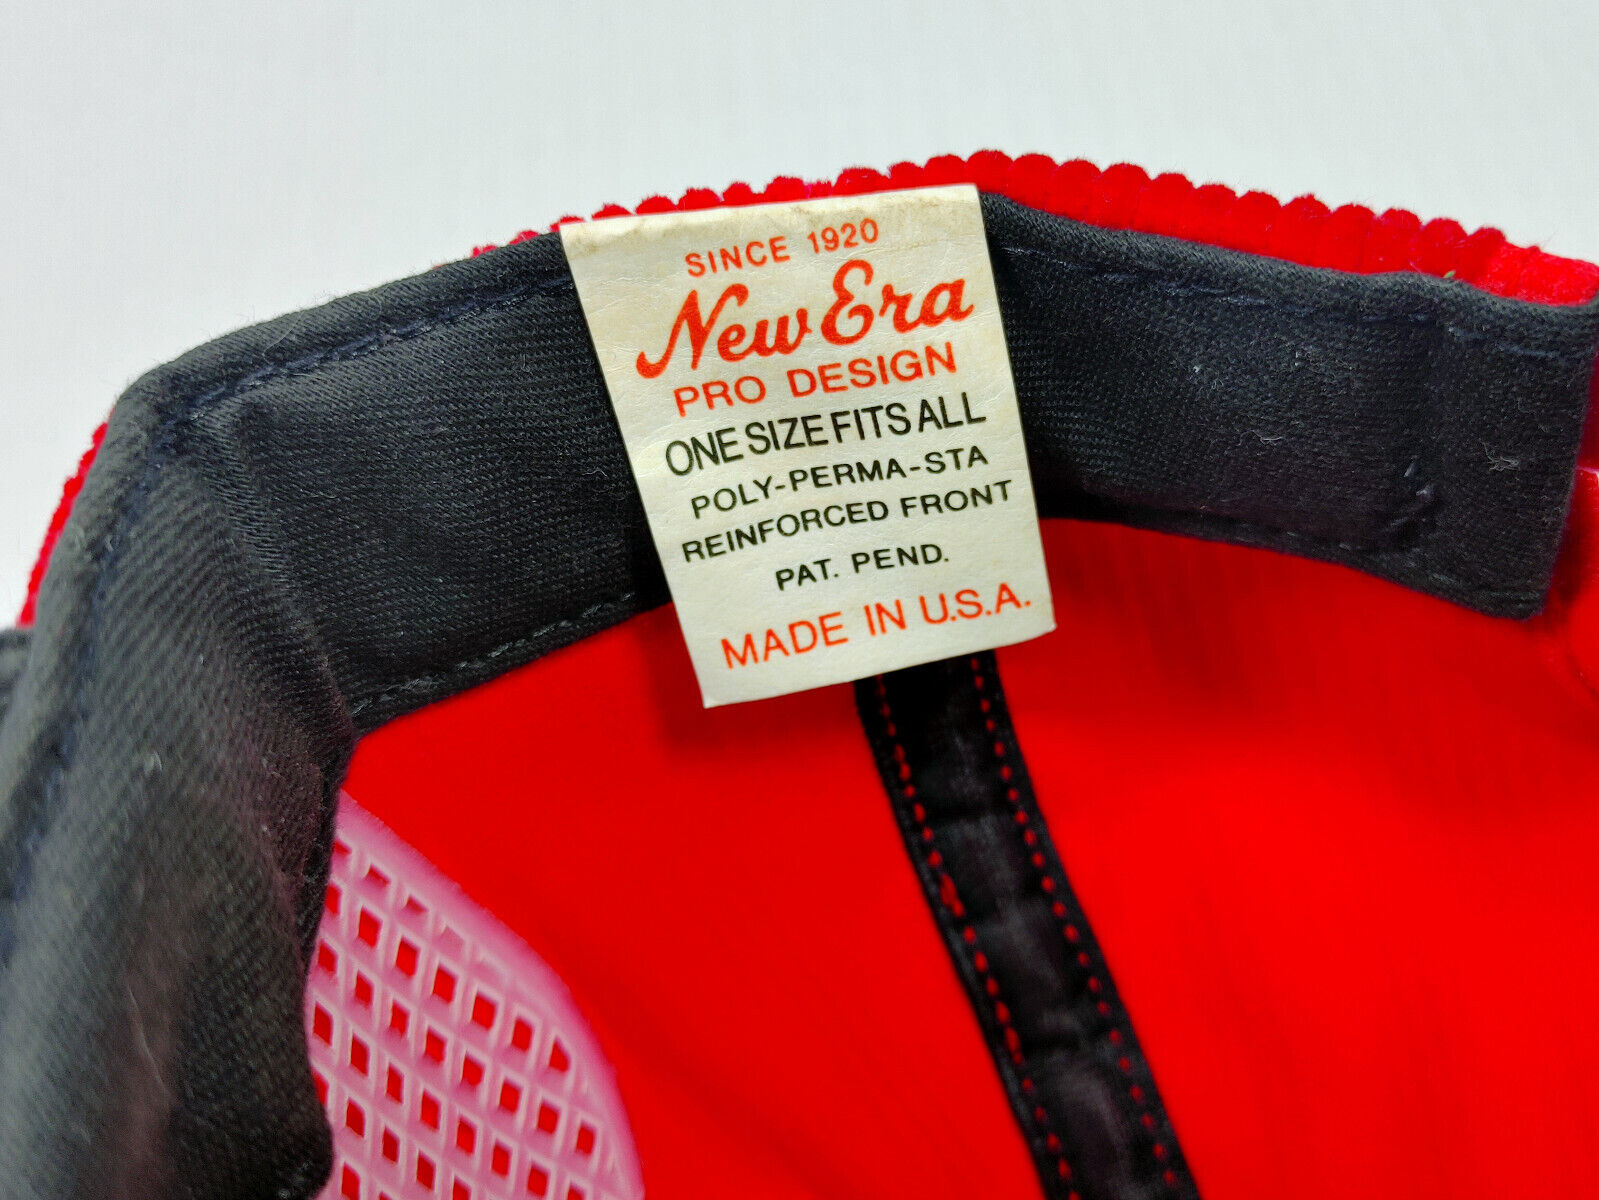 SINCE 1920
New Era
PRO DESIGN
ONE SIZE FITS ALL
POLY-PERMA-STA
REINFORCED FRONT
PAT. PEND.
MADE IN U.S.A.